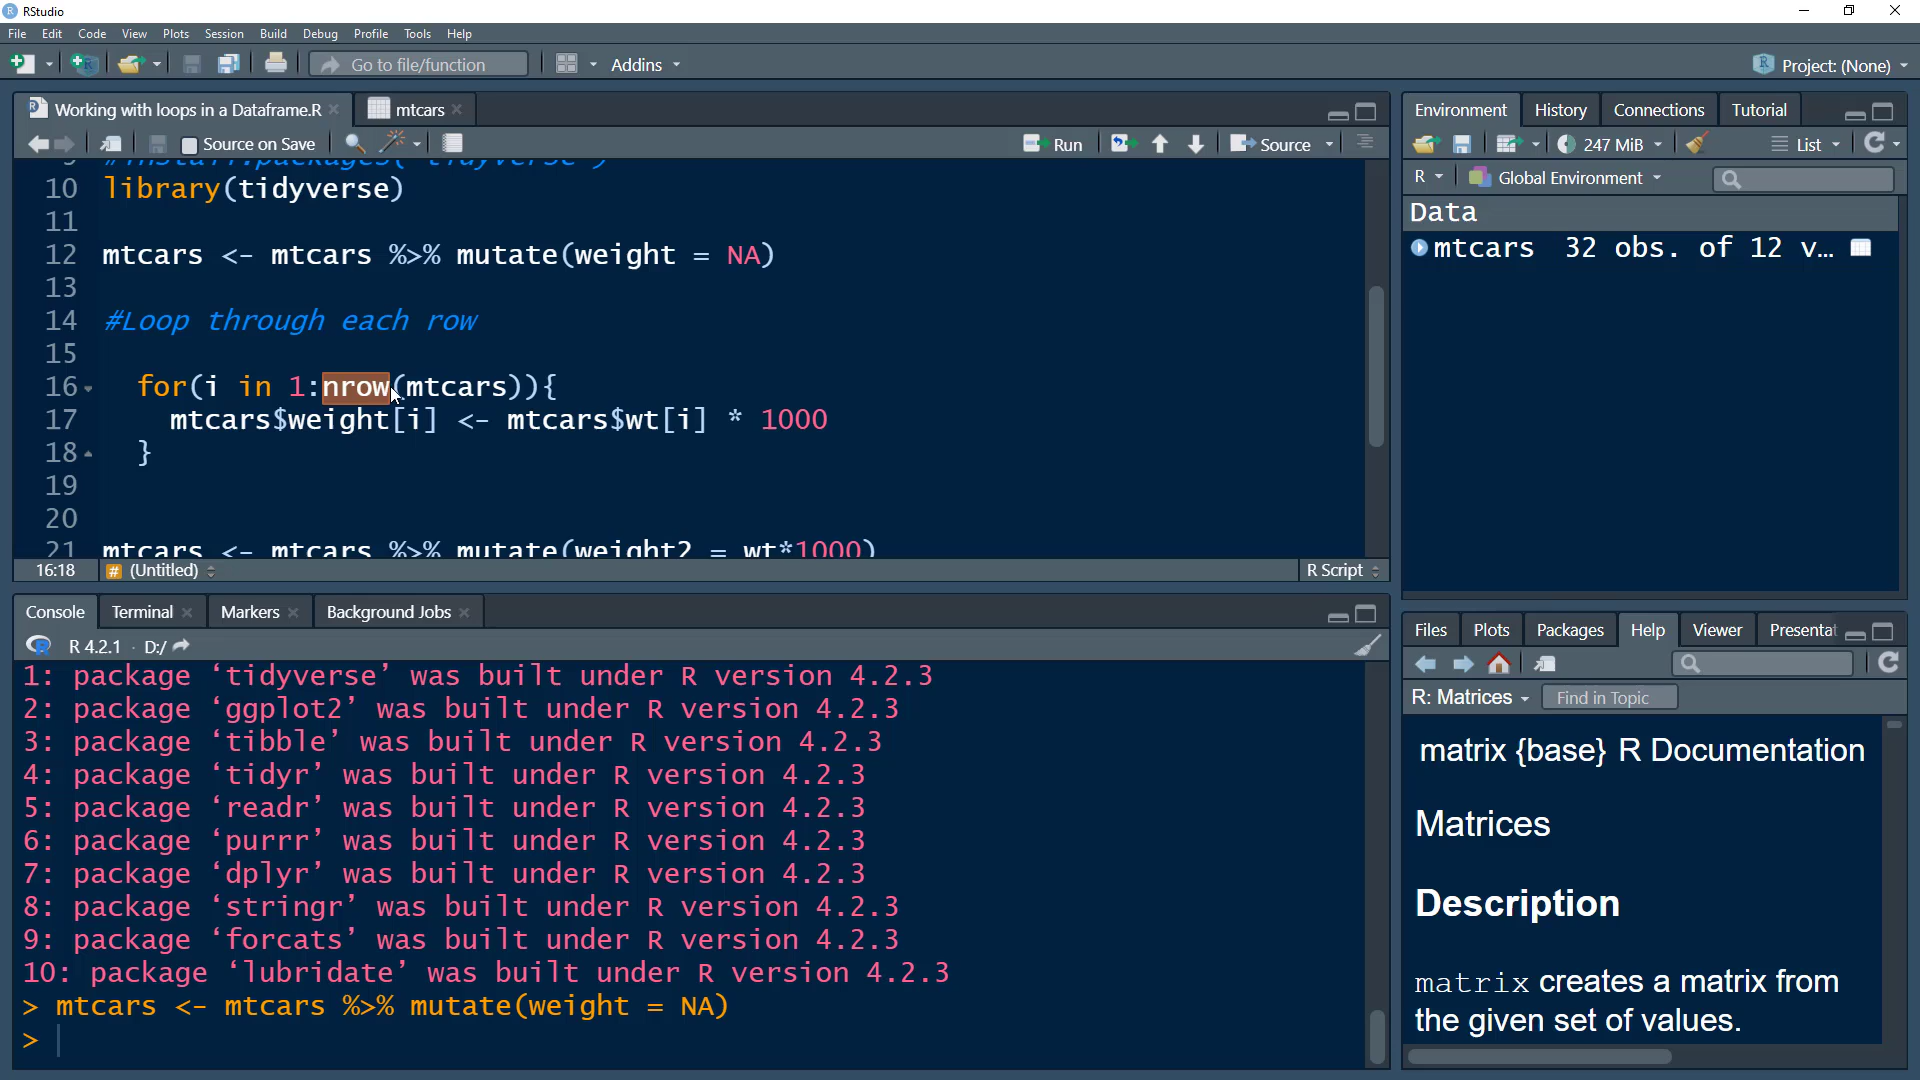 RStudio
File Edit Code View Plots Session Build Debug Profile Tools Help
Go to file/function Addins Project: (None)
Working with loops in a Dataframe.R mtcars
Source on Save Run Source
10 library(tidyverse)
11
12 mtcars <- mtcars %>% mutate(weight = NA)
13
14 #Loop through each row
15
16 for(i in 1:nrow(mtcars)){
17 mtcars$weight[i] <- mtcars$wt[i] * 1000
18 }
19
20
21 mtcars <- mtcars %>% mutate(weight2 = wt*1000)
16:18 # (Untitled) R Script
Console Terminal Markers Background Jobs
R 4.2.1 · D:/
1: package ‘tidyverse’ was built under R version 4.2.3
2: package ‘ggplot2’ was built under R version 4.2.3
3: package ‘tibble’ was built under R version 4.2.3
4: package ‘tidyr’ was built under R version 4.2.3
5: package ‘readr’ was built under R version 4.2.3
6: package ‘purrr’ was built under R version 4.2.3
7: package ‘dplyr’ was built under R version 4.2.3
8: package ‘stringr’ was built under R version 4.2.3
9: package ‘forcats’ was built under R version 4.2.3
10: package ‘lubridate’ was built under R version 4.2.3
> mtcars <- mtcars %>% mutate(weight = NA)
>
Environment History Connections Tutorial
247 MiB List
R Global Environment
Data
mtcars 32 obs. of 12 v…
Files Plots Packages Help Viewer Presentat
R: Matrices Find in Topic
matrix {base} R Documentation
Matrices
Description
matrix creates a matrix from
the given set of values.